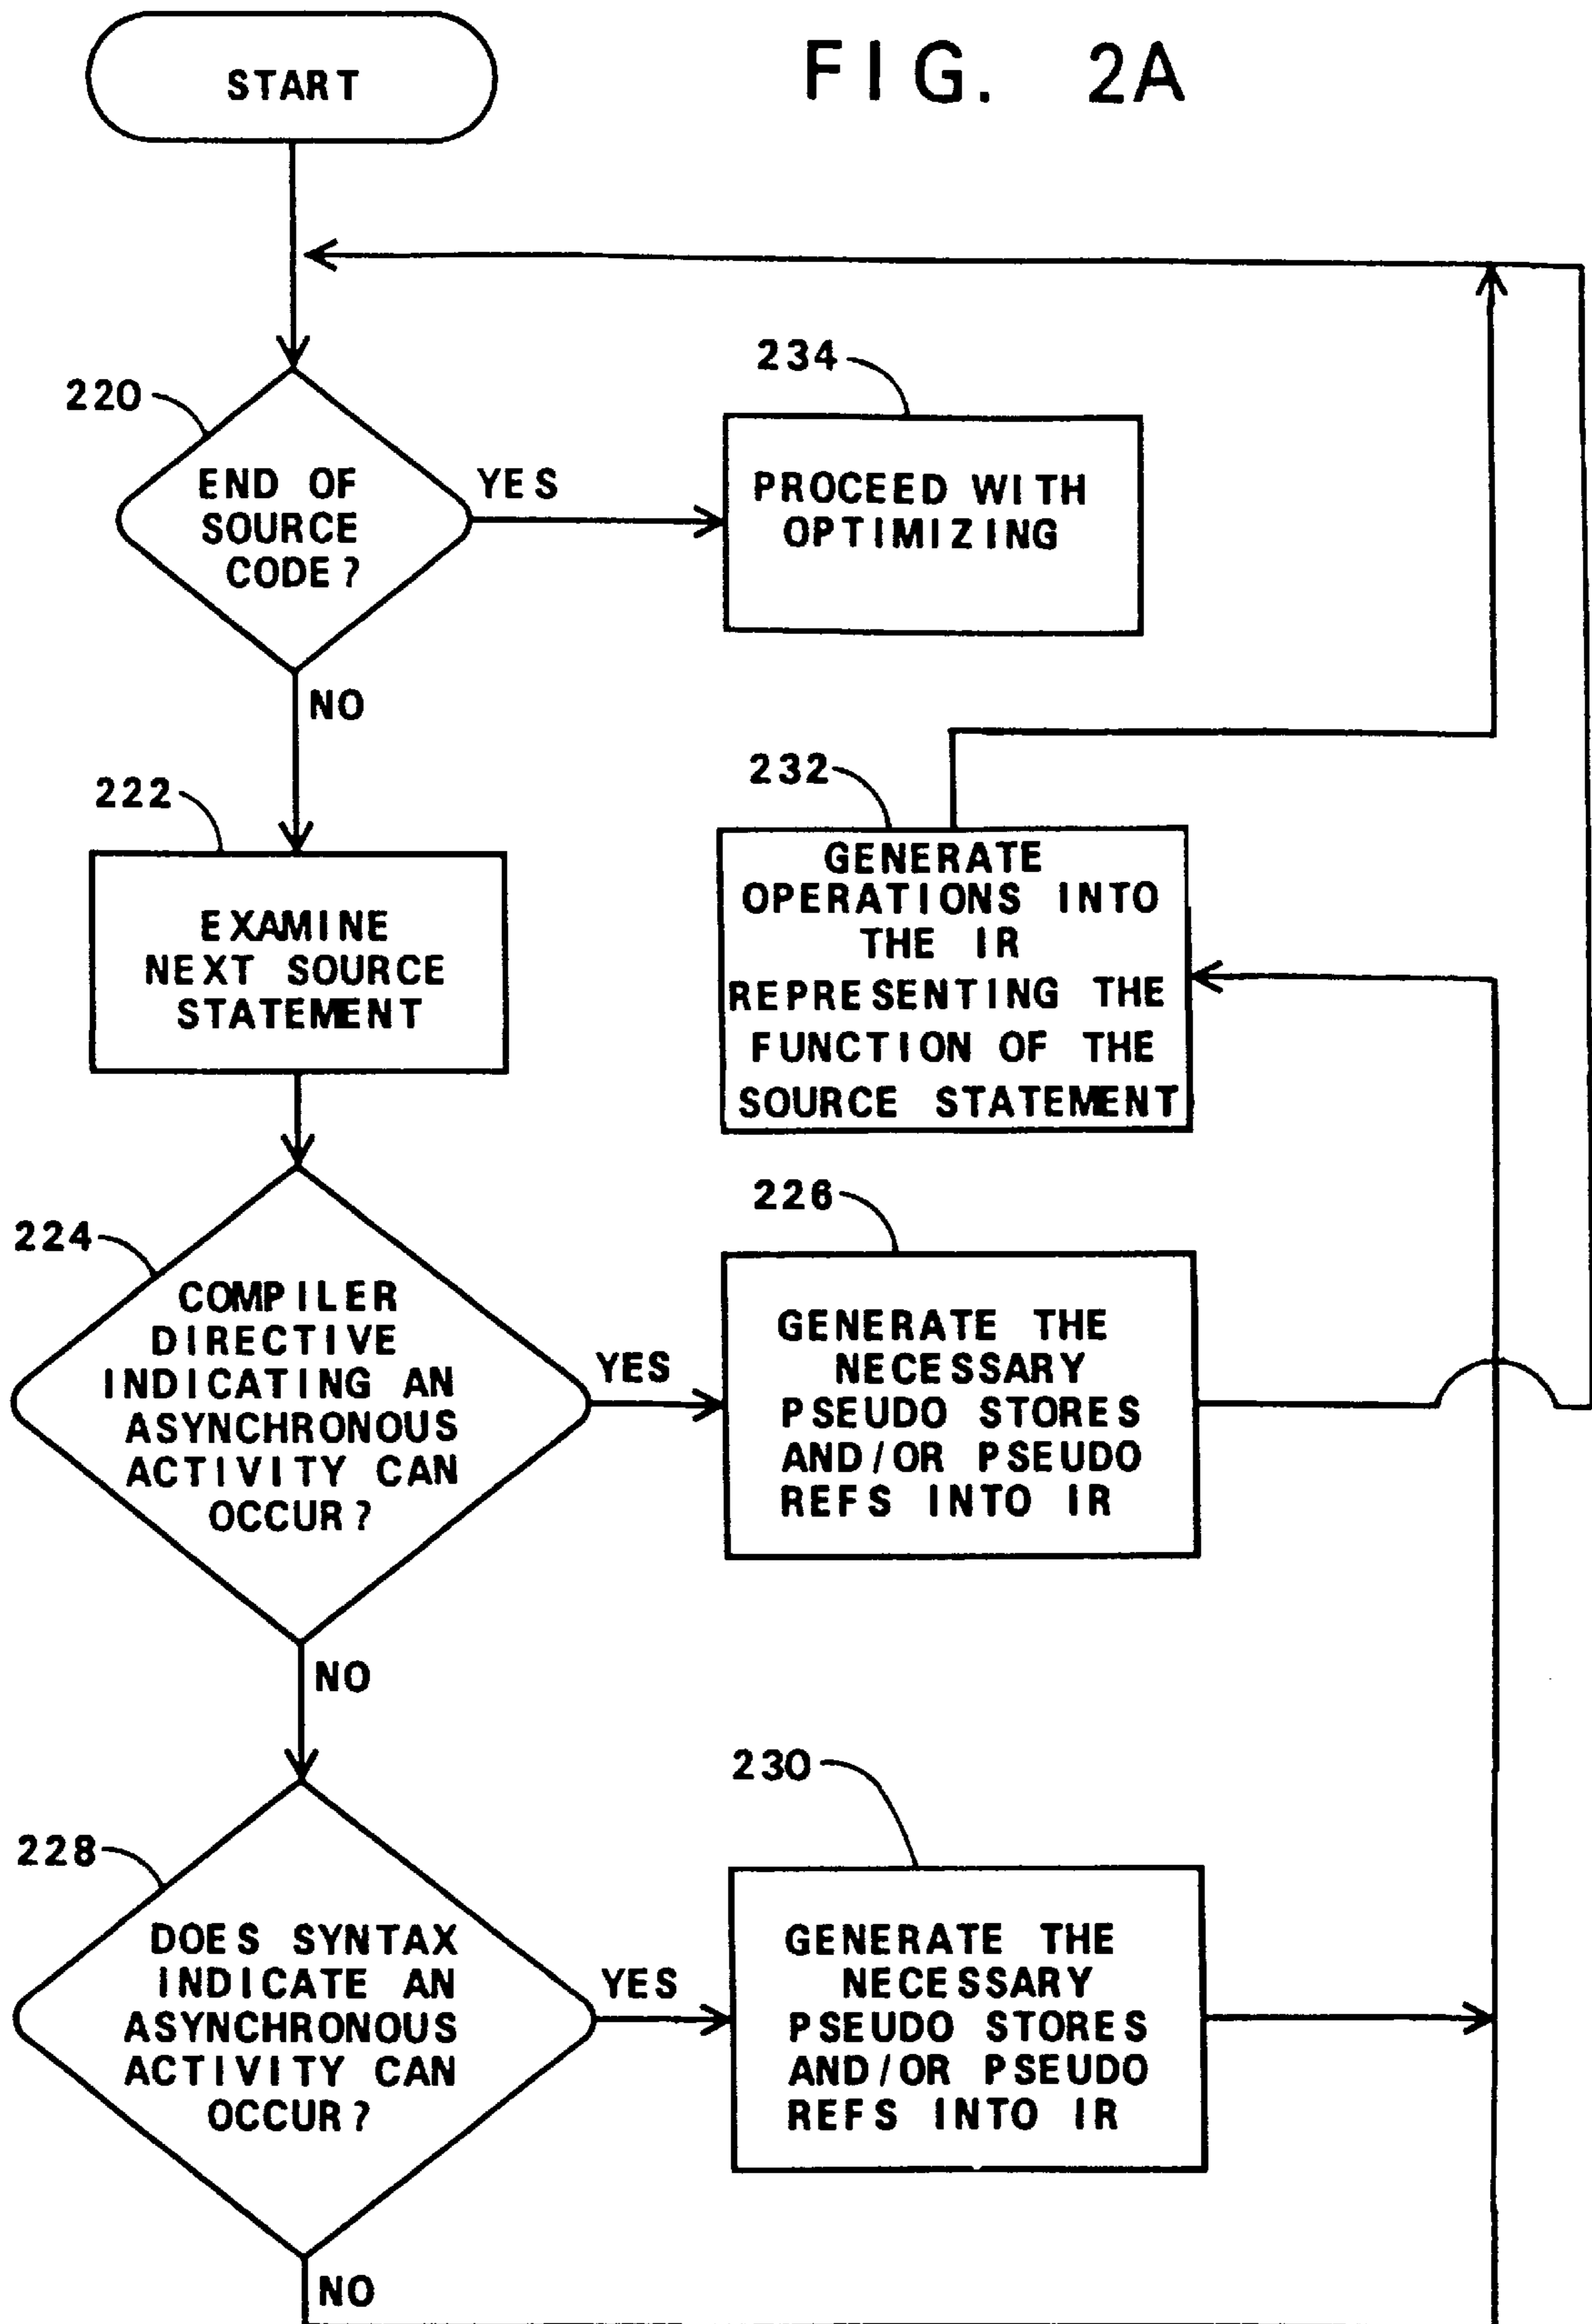 START
FIG. 2A
220
END OF
SOURCE
CODE?
YES
234
PROCEED WITH
OPTIMIZING
NO
222
EXAMINE
NEXT SOURCE
STATEMENT
232
GENERATE
OPERATIONS INTO
THE IR
REPRESENTING THE
FUNCTION OF THE
SOURCE STATEMENT
224
COMPILER
DIRECTIVE
INDICATING AN
ASYNCHRONOUS
ACTIVITY CAN
OCCUR?
YES
226
GENERATE THE
NECESSARY
PSEUDO STORES
AND/OR PSEUDO
REFS INTO IR
NO
228
DOES SYNTAX
INDICATE AN
ASYNCHRONOUS
ACTIVITY CAN
OCCUR?
YES
230
GENERATE THE
NECESSARY
PSEUDO STORES
AND/OR PSEUDO
REFS INTO IR
NO